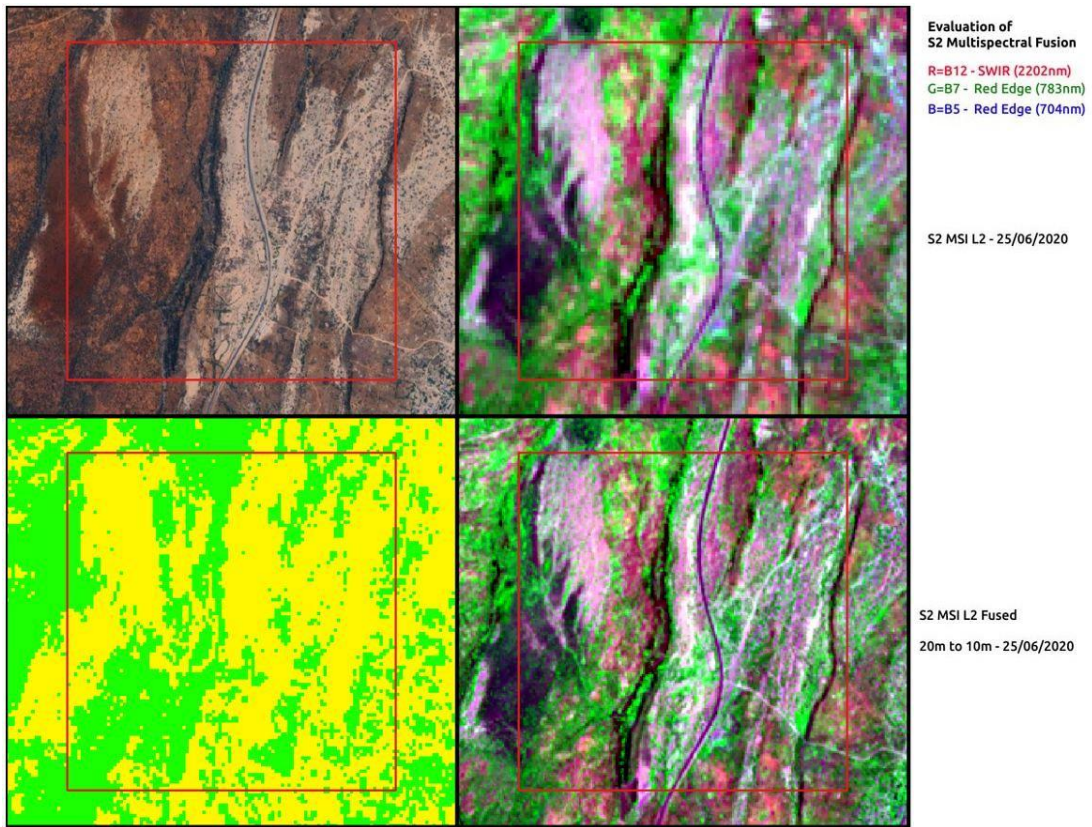 Evaluation of
S2 Multispectral Fusion
R=B12 - SWIR (2202nm)
G=B7 - Red Edge (783nm)
B=B5 - Red Edge (704nm)
S2 MSI L2 - 25/06/2020
S2 MSI L2 Fused
20m to 10m - 25/06/2020